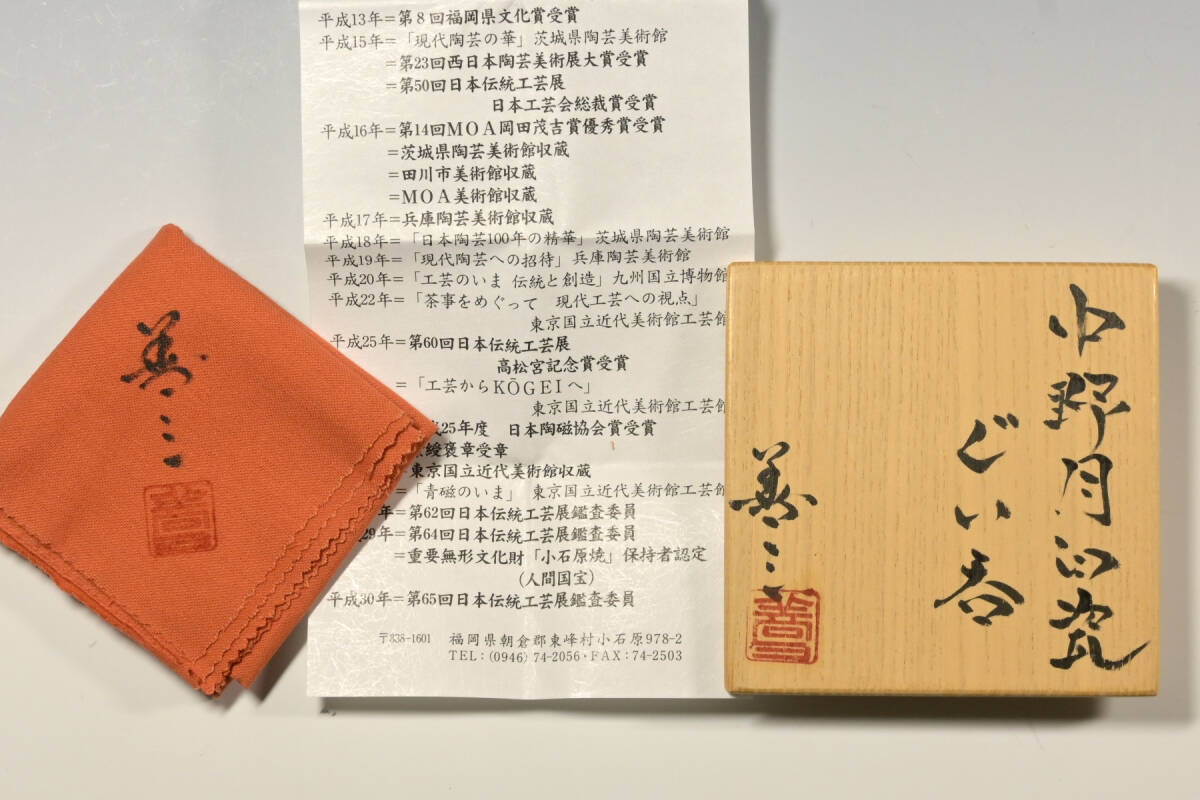 平成13年=第8回福岡県文化賞受賞
平成15年=「現代陶芸の華」茨城県陶芸美術館
=第23回西日本陶芸美術展大賞受賞
=第50回日本伝統工芸展
日本工芸会総裁賞受賞
平成16年=第14回MOA岡田茂吉賞優秀賞受賞
=茨城県陶芸美術館収蔵
=田川市美術館収蔵
=MOA美術館収蔵
平成17年=兵庫陶芸美術館収蔵
平成18年=「日本陶芸100年の精華」茨城県陶芸美術館
平成19年=「現代陶芸への招待」兵庫陶芸美術館
平成20年=「工芸のいま 伝統と創造」九州国立博物館
平成22年=「茶事をめぐって 現代工芸への視点」
東京国立近代美術館工芸館
平成25年=第60回日本伝統工芸展
高松宮記念賞受賞
=「工芸からKŌGEIへ」
東京国立近代美術館工芸館
25年度 日本陶磁協会賞受賞
綬褒章受章
東京国立近代美術館収蔵
=「青磁のいま」東京国立近代美術館工芸館
年=第62回日本伝統工芸展鑑査委員
29年=第64回日本伝統工芸展鑑査委員
=重要無形文化財「小石原焼」保持者認定
(人間国宝)
平成30年=第65回日本伝統工芸展鑑査委員
〒838-1601 福岡県朝倉郡東峰村小石原978-2
TEL:(0946)74-2056・FAX:74-2503
善三
善三
中野月白瓷
ぐい呑
善三
善三